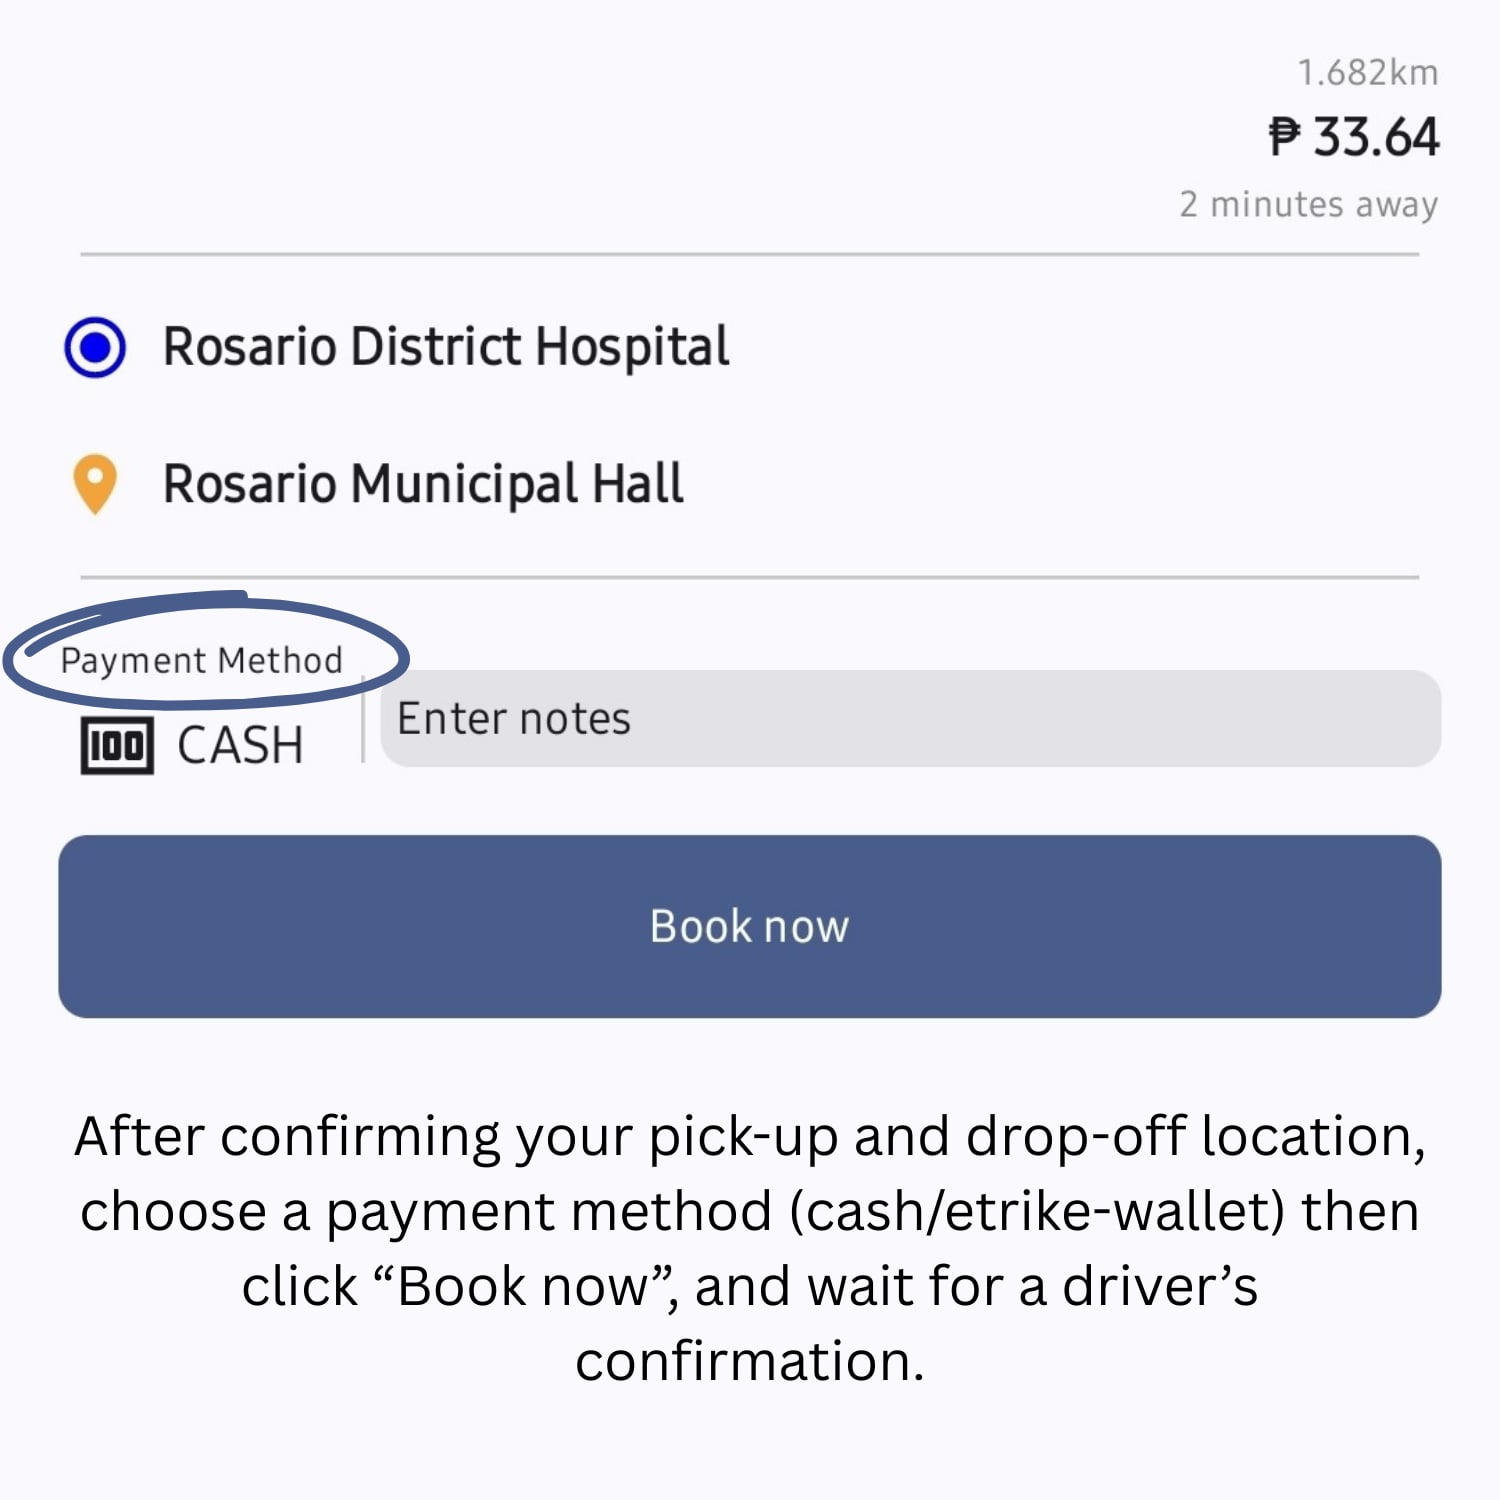 1.682km
₱ 33.64
2 minutes away
Rosario District Hospital
Rosario Municipal Hall
Payment Method
100 CASH
Enter notes
Book now
After confirming your pick-up and drop-off location,
choose a payment method (cash/etrike-wallet) then
click “Book now”, and wait for a driver’s
confirmation.